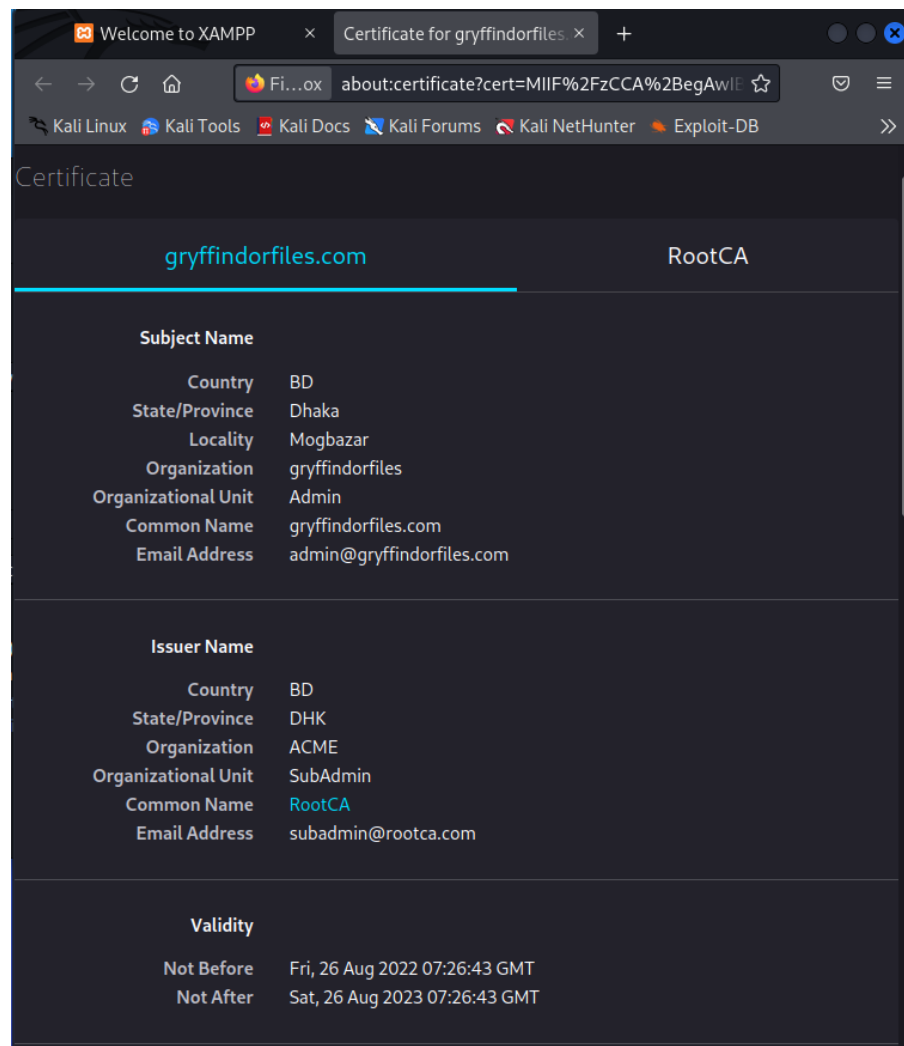 Welcome to XAMPP
Certificate for gryffindorfiles.
Fi...ox about:certificate?cert=MIIF%2FzCCA%2BegAwIB
Kali Linux Kali Tools Kali Docs Kali Forums Kali NetHunter Exploit-DB
Certificate
gryffindorfiles.com RootCA
Subject Name
Country BD
State/Province Dhaka
Locality Mogbazar
Organization gryffindorfiles
Organizational Unit Admin
Common Name gryffindorfiles.com
Email Address admin@gryffindorfiles.com
Issuer Name
Country BD
State/Province DHK
Organization ACME
Organizational Unit SubAdmin
Common Name RootCA
Email Address subadmin@rootca.com
Validity
Not Before Fri, 26 Aug 2022 07:26:43 GMT
Not After Sat, 26 Aug 2023 07:26:43 GMT